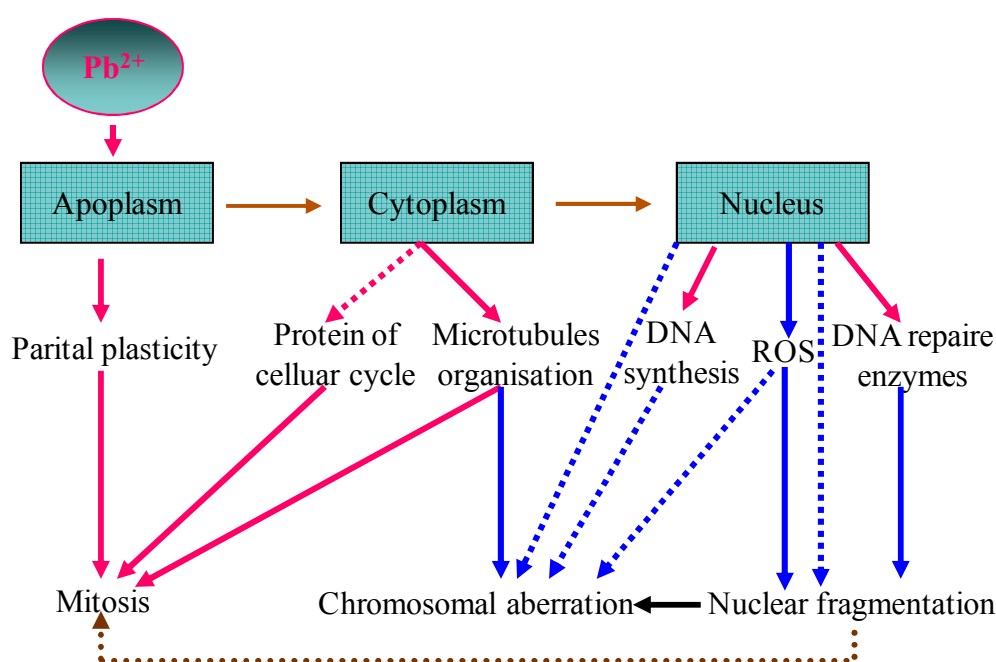 Pb²⁺
Apoplasm
Cytoplasm
Nucleus
Parital plasticity
Protein of
celluar cycle
Microtubules
organisation
DNA
synthesis
ROS
DNA repaire
enzymes
Mitosis
Chromosomal aberration
Nuclear fragmentation